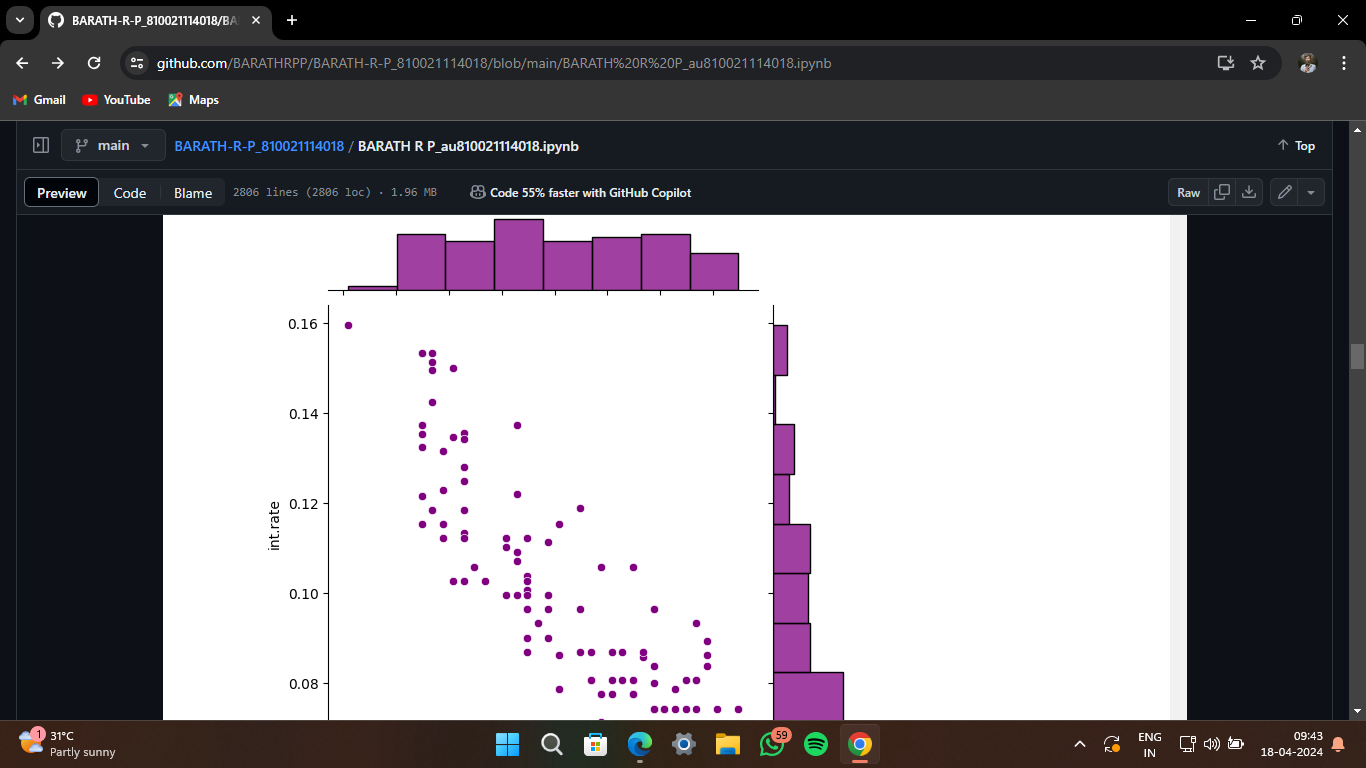 BARATH-R-P_810021114018/BA
github.com/BARATHRPP/BARATH-R-P_810021114018/blob/main/BARATH%20R%20P_au810021114018.ipynb
Gmail YouTube Maps
main BARATH-R-P_810021114018 / BARATH R P_au810021114018.ipynb Top
Preview Code Blame 2806 lines (2806 loc) · 1.96 MB Code 55% faster with GitHub Copilot Raw
0.16
0.14
0.12
int.rate
0.10
0.08
1 31°C
Partly sunny
59
ENG
IN
09:43
18-04-2024